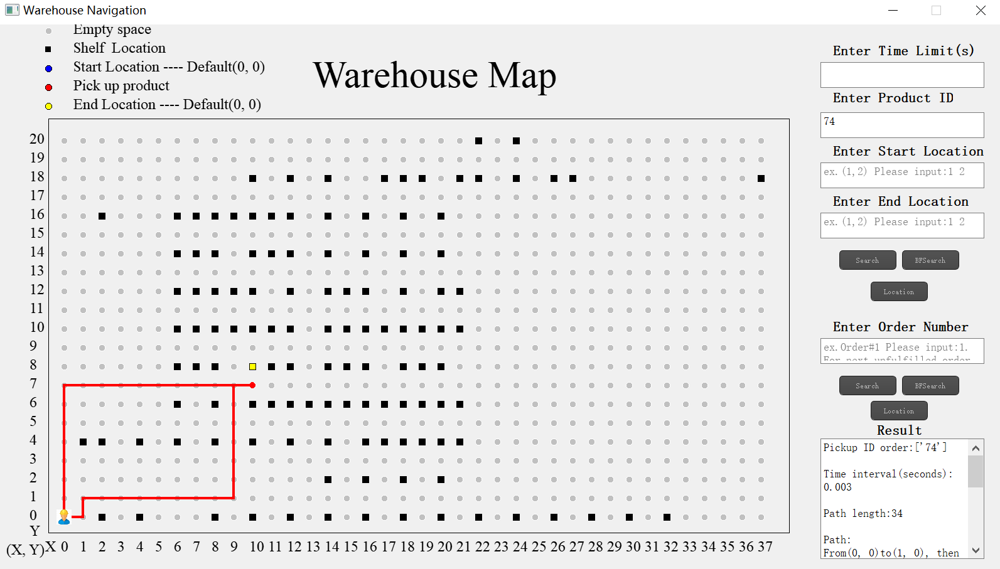 Warehouse Navigation
Empty space
Shelf Location
Start Location ---- Default(0, 0)
Pick up product
End Location ---- Default(0, 0)
Warehouse Map
20
19
18
17
16
15
14
13
12
11
10
9
8
7
6
5
4
3
2
1
0
Y
(X, Y) X 0 1 2 3 4 5 6 7 8 9 10 11 12 13 14 15 16 17 18 19 20 21 22 23 24 25 26 27 28 29 30 31 32 33 34 35 36 37
Enter Time Limit(s)
Enter Product ID
74
Enter Start Location
ex.(1,2) Please input:1 2
Enter End Location
ex.(1,2) Please input:1 2
Search BFSearch
Location
Enter Order Number
ex.Order#1 Please input:1.
For next unfulfilled order
Search BFSearch
Location
Result
Pickup ID order:['74']
Time interval(seconds):
0.003
Path length:34
Path:
From(0, 0)to(1, 0), then